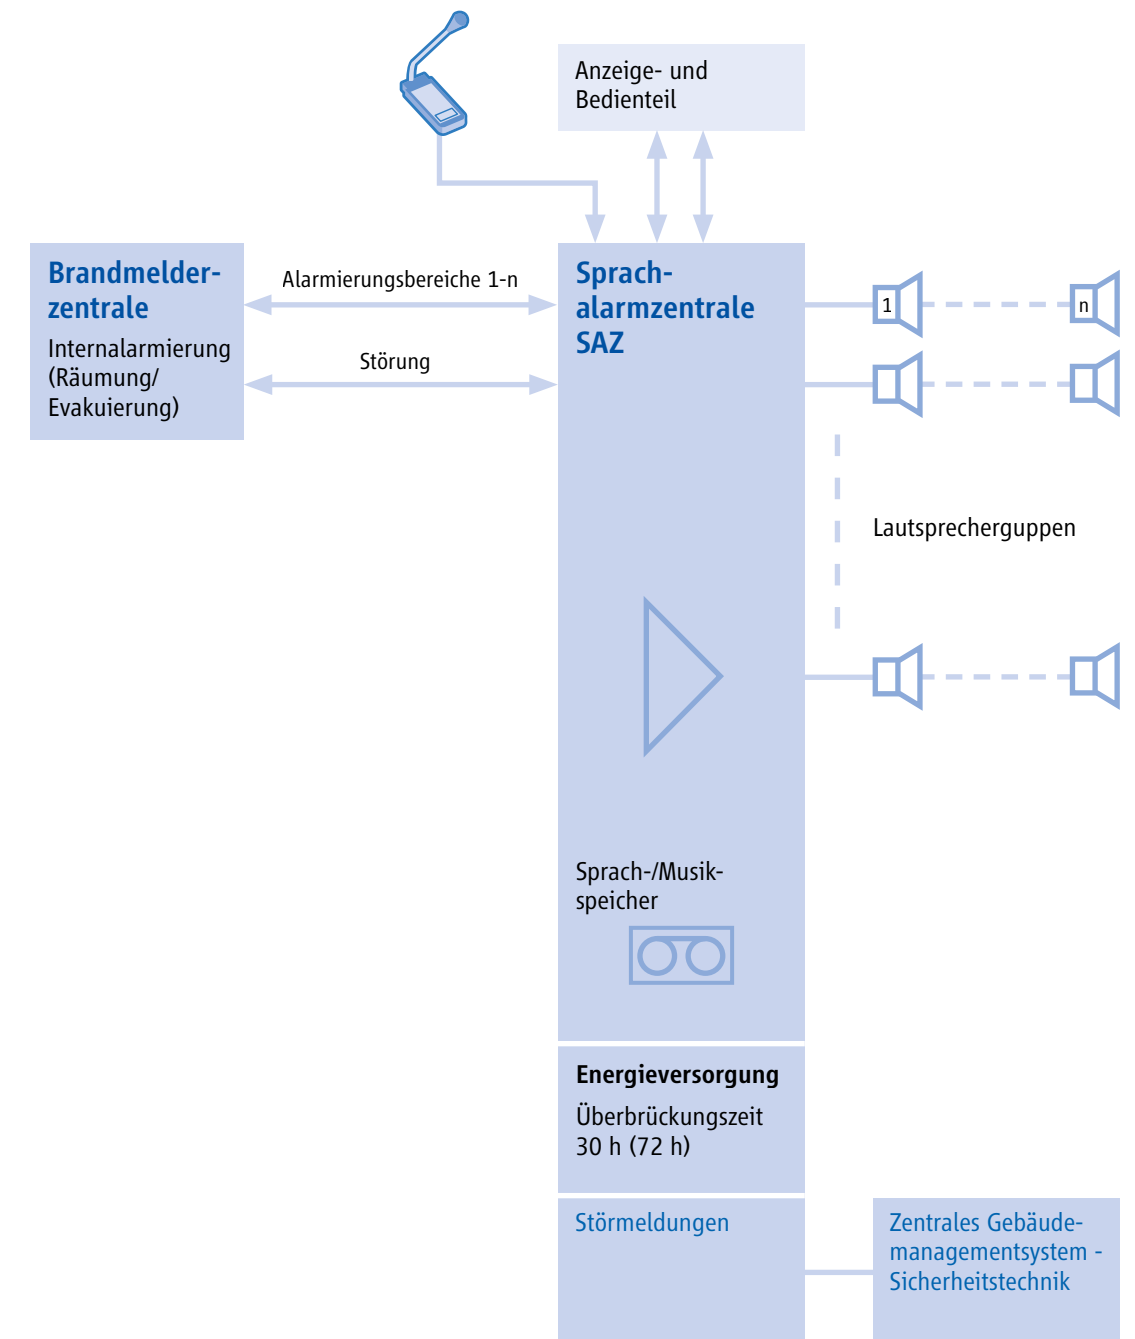 Anzeige- und
Bedienteil
Brandmelder-
zentrale
Internalarmierung
(Räumung/
Evakuierung)
Alarmierungsbereiche 1-n
Störung
Sprach-
alarmzentrale
SAZ
1
n
Lautsprecherguppen
Sprach-/Musik-
speicher
Energieversorgung
Überbrückungszeit
30 h (72 h)
Störmeldungen
Zentrales Gebäude-
managementsystem -
Sicherheitstechnik